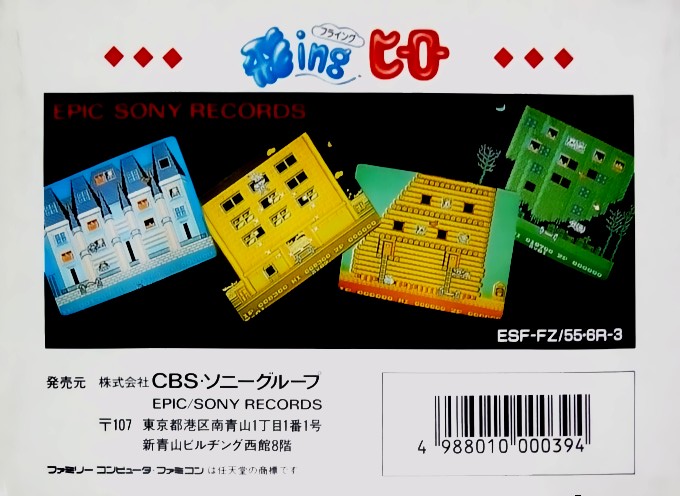 フライング
飛ing ヒーロー
EPIC SONY RECORDS
ESF-FZ/55-6R-3
発売元 株式会社CBS・ソニーグループ
EPIC/SONY RECORDS
〒107 東京都港区南青山1丁目1番1号
新青山ビルヂング西館8階
ファミリーコンピュータ・ファミコンは任天堂の商標です
4 988010 000394